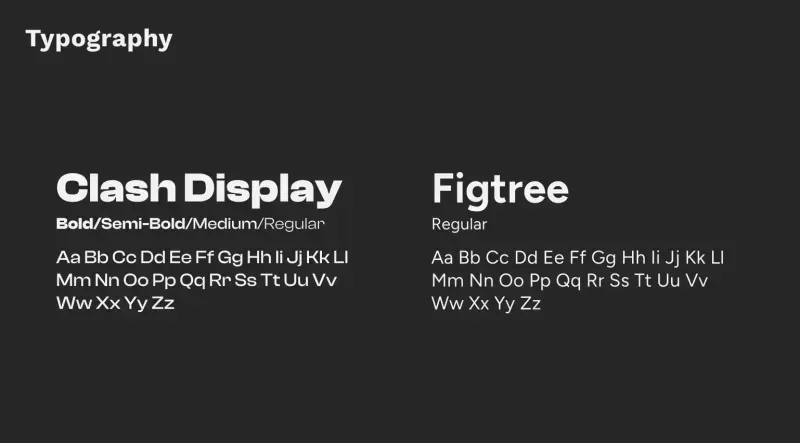 Typography
Clash Display
Bold/Semi-Bold/Medium/Regular
Aa Bb Cc Dd Ee Ff Gg Hh Ii Jj Kk Ll
Mm Nn Oo Pp Qq Rr Ss Tt Uu Vv
Ww Xx Yy Zz
Figtree
Regular
Aa Bb Cc Dd Ee Ff Gg Hh Ii Jj Kk Ll
Mm Nn Oo Pp Qq Rr Ss Tt Uu Vv
Ww Xx Yy Zz